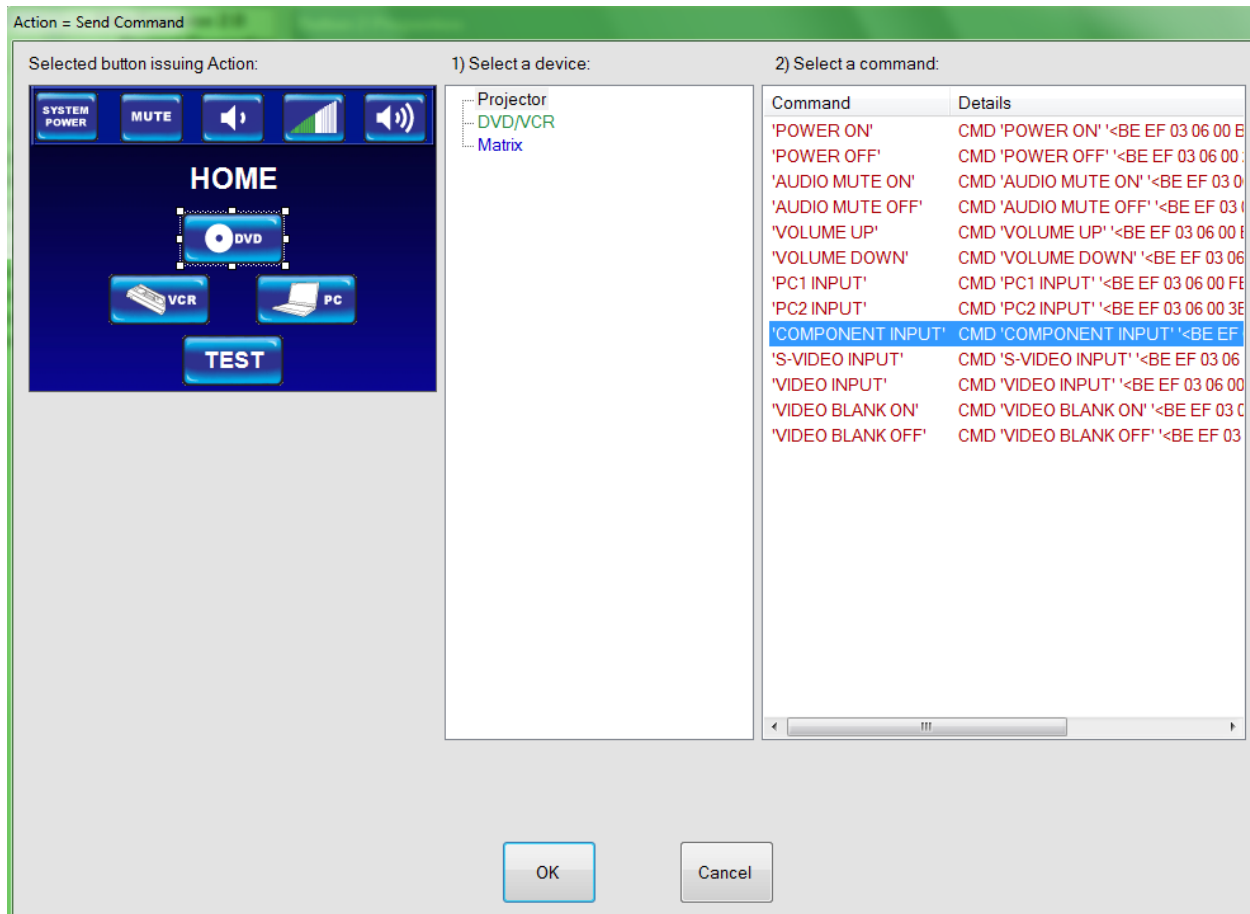 Action = Send Command
Selected button issuing Action:
SYSTEM POWER
MUTE
HOME
DVD
VCR
PC
TEST
1) Select a device:
Projector
DVD/VCR
Matrix
2) Select a command:
Command Details
'POWER ON' CMD 'POWER ON' '<BE EF 03 06 00 B
'POWER OFF' CMD 'POWER OFF' '<BE EF 03 06 00
'AUDIO MUTE ON' CMD 'AUDIO MUTE ON' '<BE EF 03 0
'AUDIO MUTE OFF' CMD 'AUDIO MUTE OFF' '<BE EF 03
'VOLUME UP' CMD 'VOLUME UP' '<BE EF 03 06 00
'VOLUME DOWN' CMD 'VOLUME DOWN' '<BE EF 03 06
'PC1 INPUT' CMD 'PC1 INPUT' '<BE EF 03 06 00 FE
'PC2 INPUT' CMD 'PC2 INPUT' '<BE EF 03 06 00 3E
'COMPONENT INPUT' CMD 'COMPONENT INPUT' '<BE EF
'S-VIDEO INPUT' CMD 'S-VIDEO INPUT' '<BE EF 03 06
'VIDEO INPUT' CMD 'VIDEO INPUT' '<BE EF 03 06 00
'VIDEO BLANK ON' CMD 'VIDEO BLANK ON' '<BE EF 03 0
'VIDEO BLANK OFF' CMD 'VIDEO BLANK OFF' '<BE EF 03
OK
Cancel